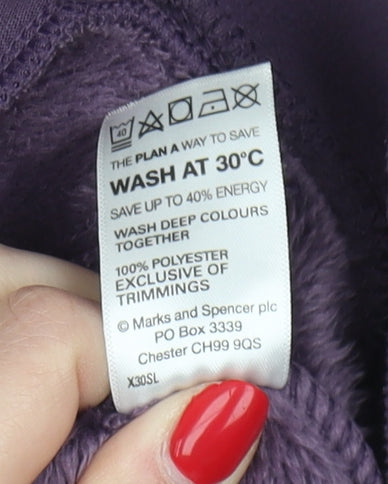 40
THE PLAN A WAY TO SAVE
WASH AT 30°C
SAVE UP TO 40% ENERGY
WASH DEEP COLOURS
TOGETHER
100% POLYESTER
EXCLUSIVE OF
TRIMMINGS
© Marks and Spencer plc
PO Box 3339
Chester CH99 9QS
X30SL